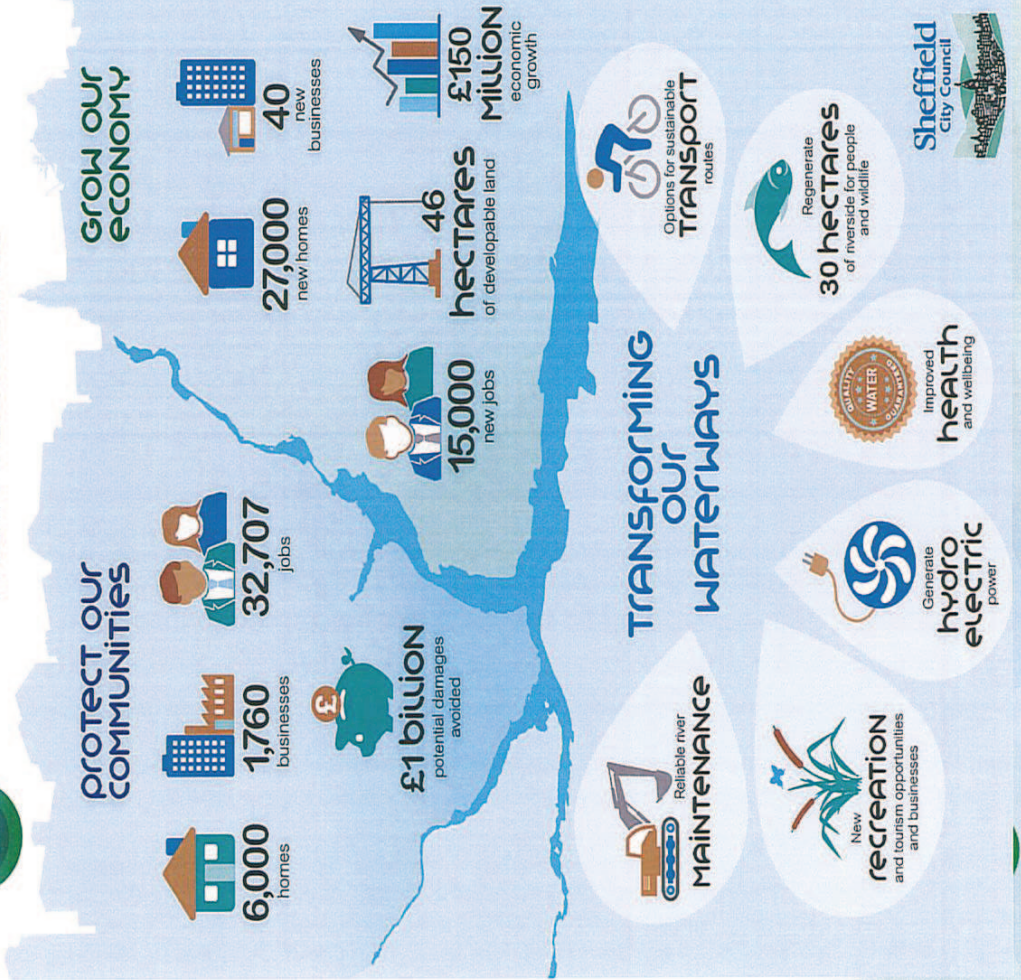 PROTECT OUR
COMMUNITIES
6,000
homes
1,760
businesses
32,707
jobs
£
£1 billion
potential damages
avoided
GROW OUR
ECONOMY
27,000
new homes
40
new
businesses
15,000
new jobs
46
hectares
of developable land
£150
MILLION
economic
growth
TRANSFORMING
OUR
WATERWAYS
Reliable river
MAINTENANCE
New
recreation
and tourism opportunities
and businesses
Generate
hydro
electric
power
QUALITY
WATER
GUARANTEED
Improved
health
and wellbeing
Regenerate
30 hectares
of riverside for people
and wildlife
Options for sustainable
TRANSPORT
routes
Sheffield
City Council